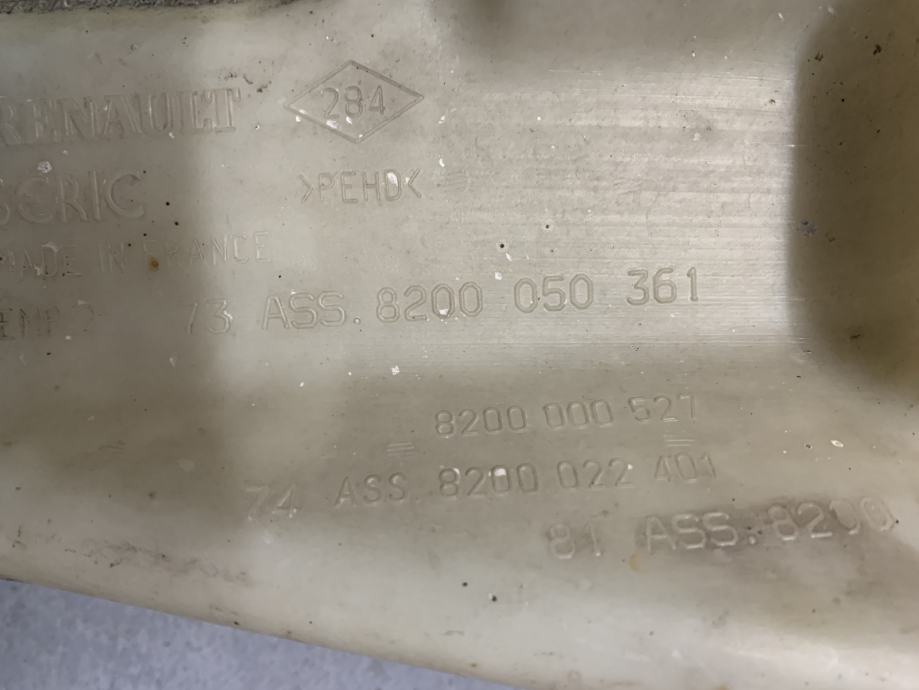 RENAULT 284
>PEHD<
MADE IN FRANCE
73 ASS. 8200 050 361
8200 000 527
74 ASS. 8200 022 401
81 ASS. 8200